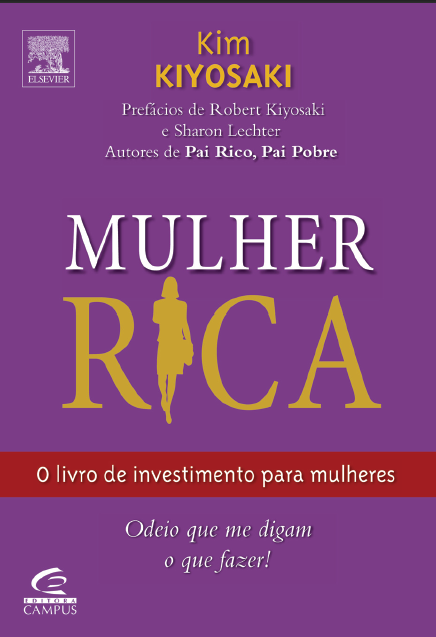 ELSEVIER
Kim
KIYOSAKI
Prefácios de Robert Kiyosaki
e Sharon Lechter
Autores de Pai Rico, Pai Pobre
MULHER
RICA
O livro de investimento para mulheres
Odeio que me digam
o que fazer!
EDITORA
CAMPUS